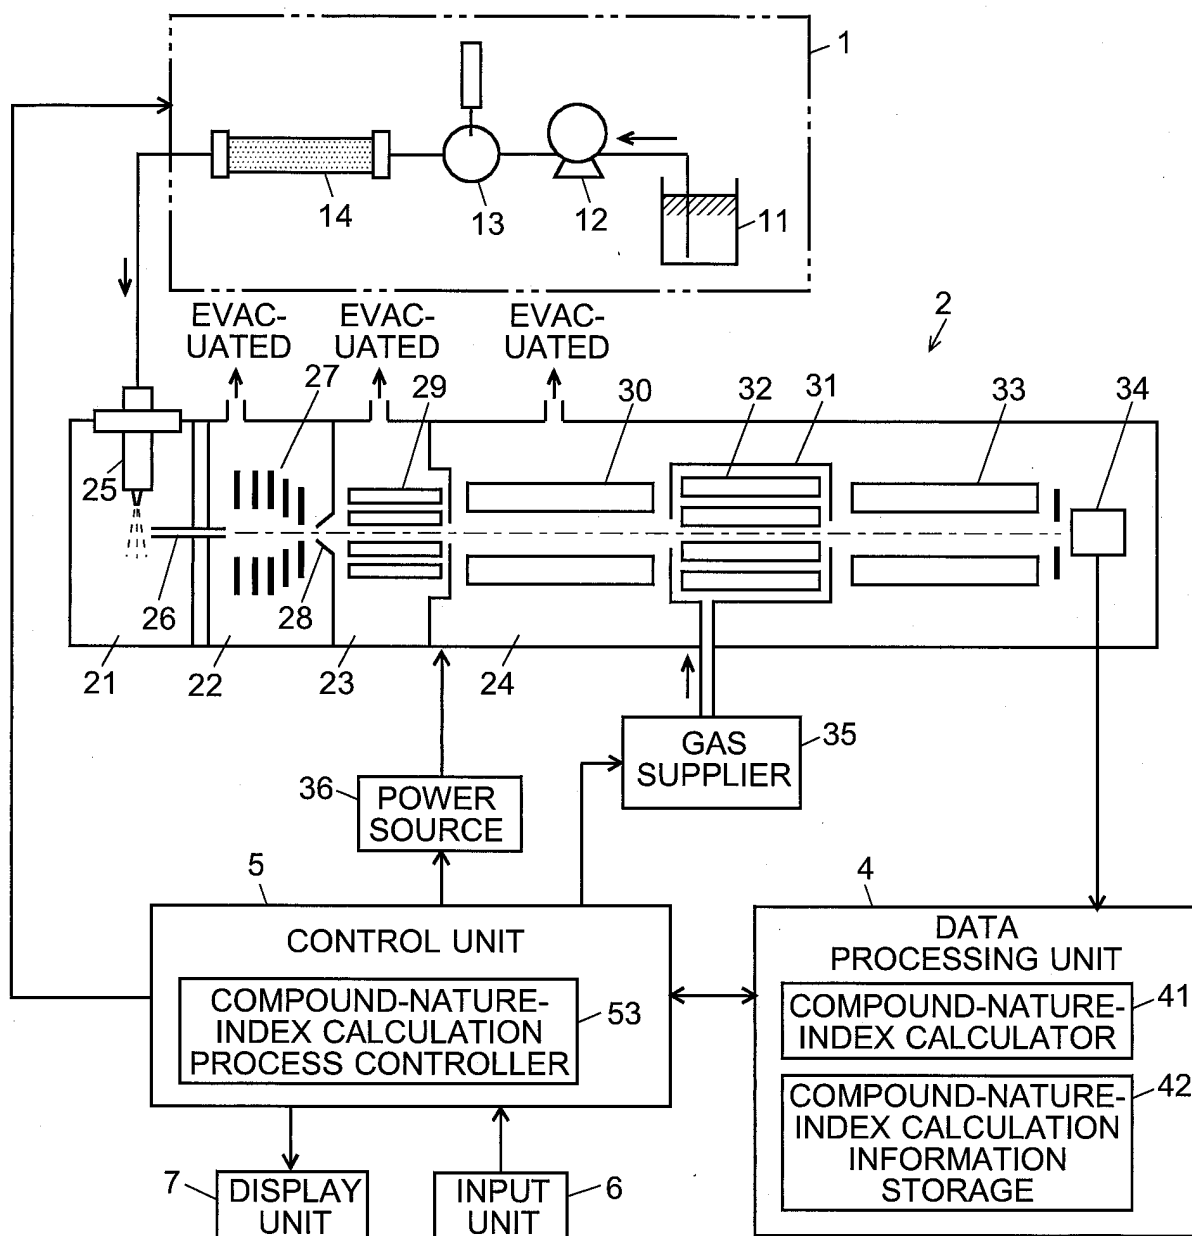 1
14
13
12
11
2
EVAC-
UATED
EVAC-
UATED
EVAC-
UATED
27
29
30
32
31
33
34
25
26
28
21
22
23
24
36
POWER
SOURCE
GAS
SUPPLIER
35
5
CONTROL UNIT
COMPOUND-NATURE-
INDEX CALCULATION
PROCESS CONTROLLER
53
4
DATA
PROCESSING UNIT
COMPOUND-NATURE-
INDEX CALCULATOR
41
COMPOUND-NATURE-
INDEX CALCULATION
INFORMATION
STORAGE
42
7
DISPLAY
UNIT
INPUT
UNIT
6